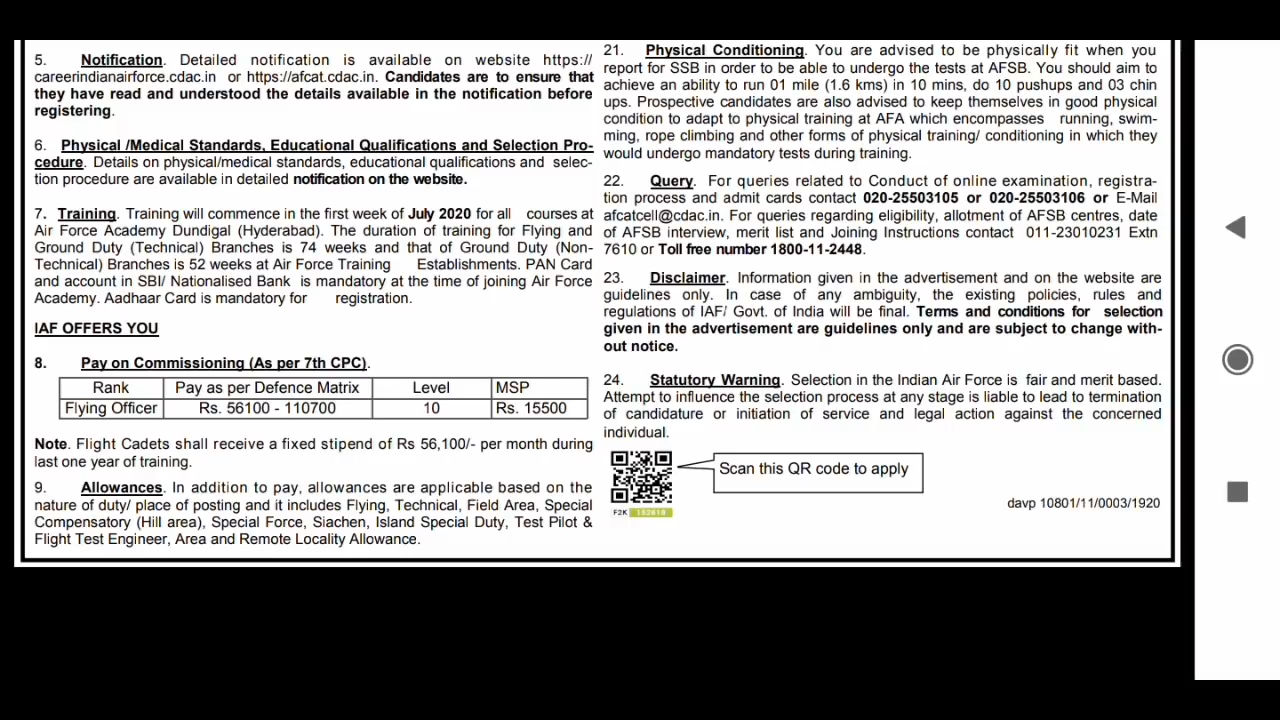 5. Notification. Detailed notification is available on website https://
careerindianairforce.cdac.in or https://afcat.cdac.in. Candidates are to ensure that
they have read and understood the details available in the notification before
registering.
6. Physical /Medical Standards, Educational Qualifications and Selection Pro-
cedure. Details on physical/medical standards, educational qualifications and selec-
tion procedure are available in detailed notification on the website.
7. Training. Training will commence in the first week of July 2020 for all courses at
Air Force Academy Dundigal (Hyderabad). The duration of training for Flying and
Ground Duty (Technical) Branches is 74 weeks and that of Ground Duty (Non-
Technical) Branches is 52 weeks at Air Force Training Establishments. PAN Card
and account in SBI/ Nationalised Bank is mandatory at the time of joining Air Force
Academy. Aadhaar Card is mandatory for registration.
IAF OFFERS YOU
8. Pay on Commissioning (As per 7th CPC).
Rank Pay as per Defence Matrix Level MSP
Flying Officer Rs. 56100 - 110700 10 Rs. 15500
Note. Flight Cadets shall receive a fixed stipend of Rs 56,100/- per month during
last one year of training.
9. Allowances. In addition to pay, allowances are applicable based on the
nature of duty/ place of posting and it includes Flying, Technical, Field Area, Special
Compensatory (Hill area), Special Force, Siachen, Island Special Duty, Test Pilot &
Flight Test Engineer, Area and Remote Locality Allowance.
21. Physical Conditioning. You are advised to be physically fit when you
report for SSB in order to be able to undergo the tests at AFSB. You should aim to
achieve an ability to run 01 mile (1.6 kms) in 10 mins, do 10 pushups and 03 chin
ups. Prospective candidates are also advised to keep themselves in good physical
condition to adapt to physical training at AFA which encompasses running, swim-
ming, rope climbing and other forms of physical training/ conditioning in which they
would undergo mandatory tests during training.
22. Query. For queries related to Conduct of online examination, registra-
tion process and admit cards contact 020-25503105 or 020-25503106 or E-Mail
afcatcell@cdac.in. For queries regarding eligibility, allotment of AFSB centres, date
of AFSB interview, merit list and Joining Instructions contact 011-23010231 Extn
7610 or Toll free number 1800-11-2448.
23. Disclaimer. Information given in the advertisement and on the website are
guidelines only. In case of any ambiguity, the existing policies, rules and
regulations of IAF/ Govt. of India will be final. Terms and conditions for selection
given in the advertisement are guidelines only and are subject to change with-
out notice.
24. Statutory Warning. Selection in the Indian Air Force is fair and merit based.
Attempt to influence the selection process at any stage is liable to lead to termination
of candidature or initiation of service and legal action against the concerned
individual.
Scan this QR code to apply
F2K
davp 10801/11/0003/1920